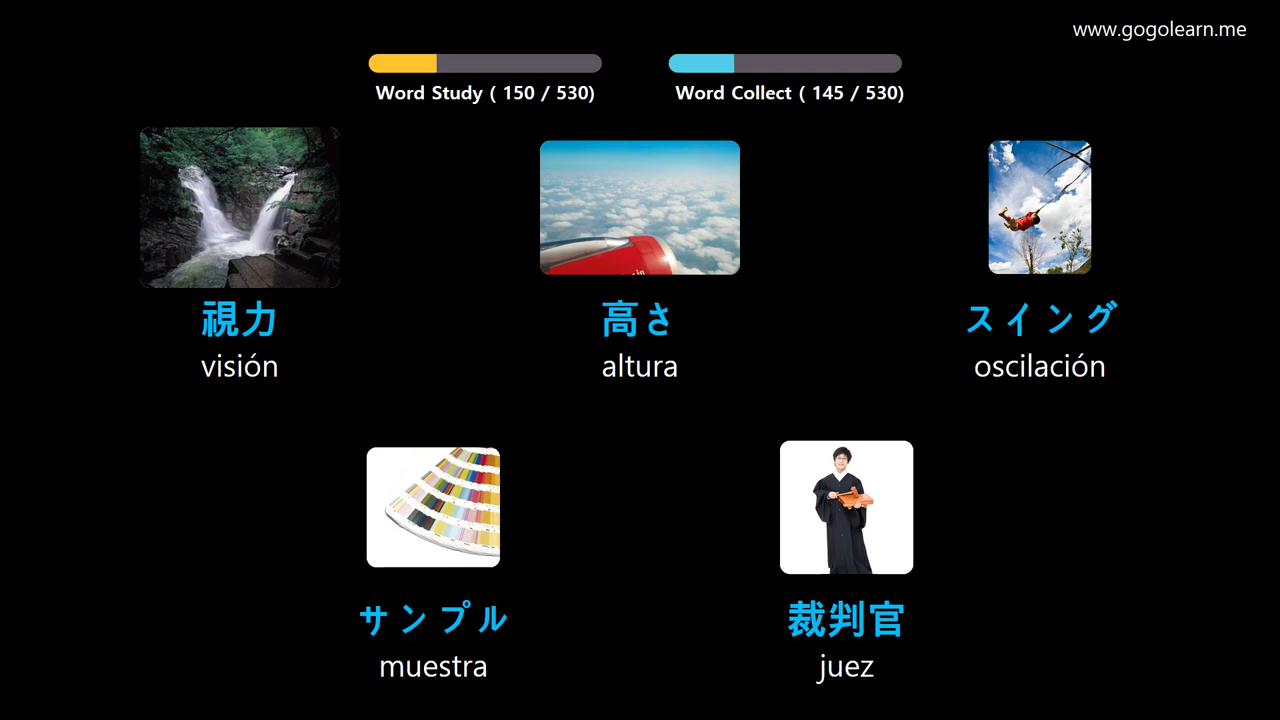 www.gogolearn.me
Word Study ( 150 / 530)
Word Collect ( 145 / 530)
視力
visión
高さ
altura
スイング
oscilación
サンプル
muestra
裁判官
juez